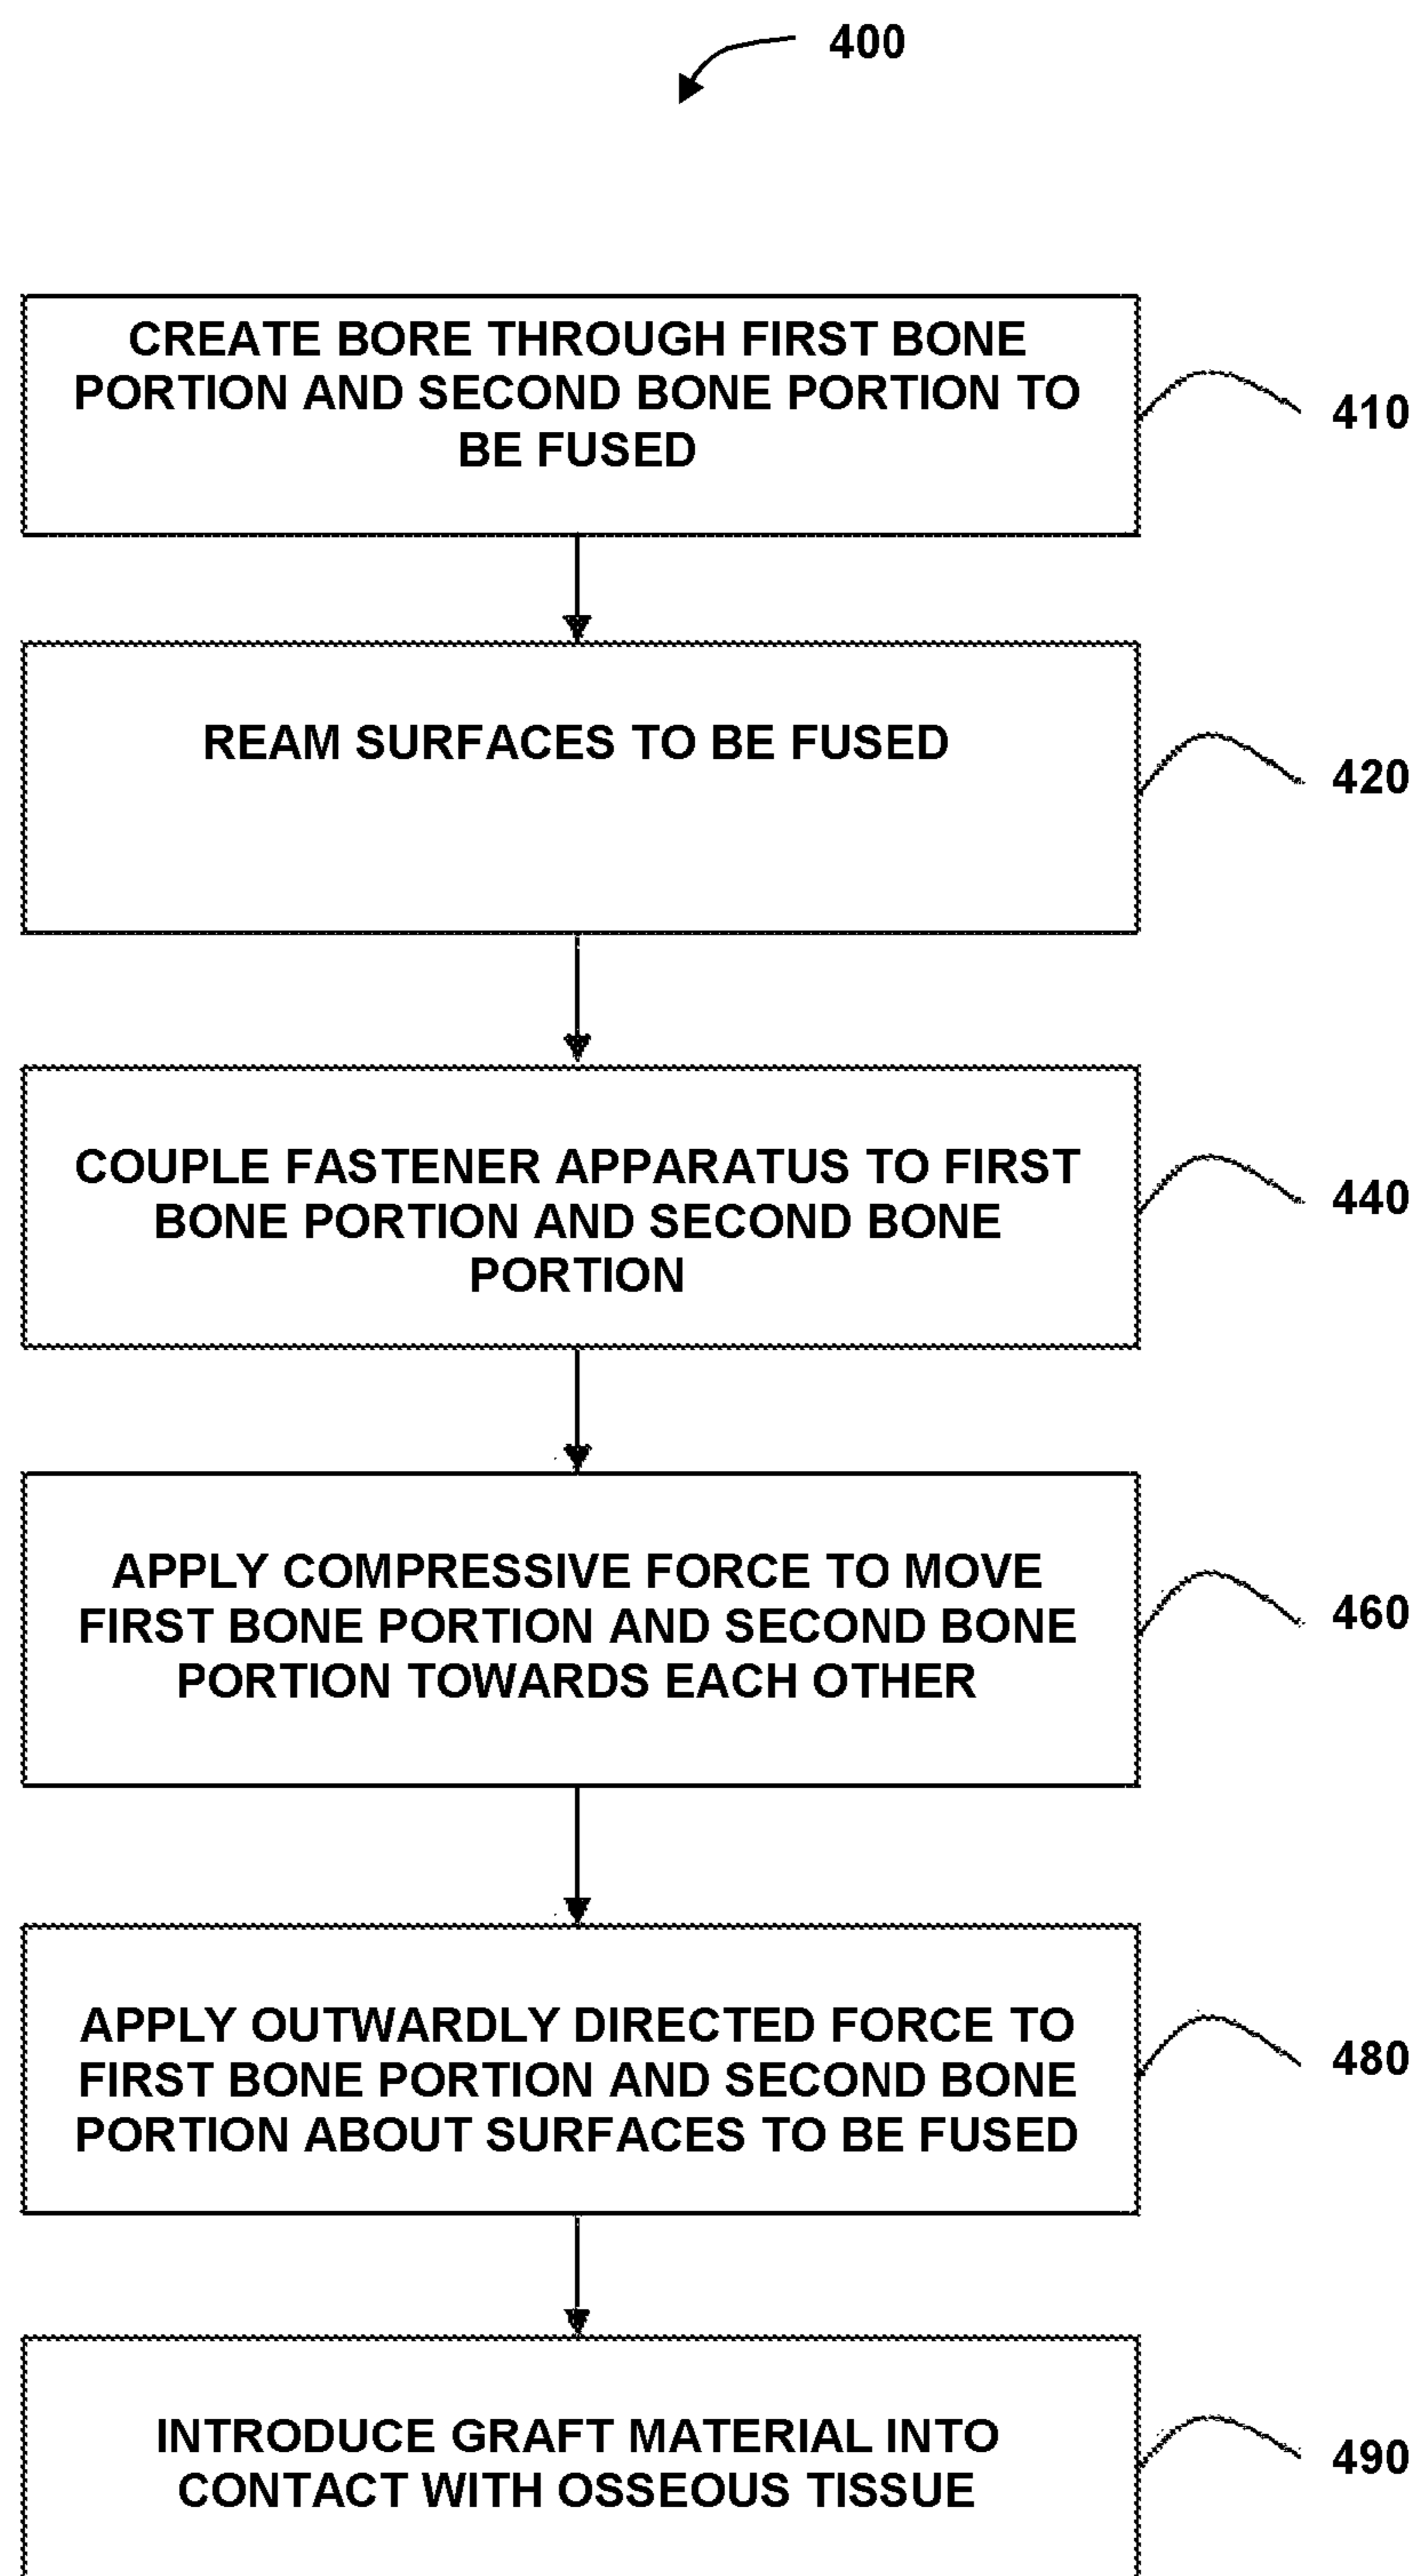 400
CREATE BORE THROUGH FIRST BONE
PORTION AND SECOND BONE PORTION TO
BE FUSED
410
REAM SURFACES TO BE FUSED
420
COUPLE FASTENER APPARATUS TO FIRST
BONE PORTION AND SECOND BONE
PORTION
440
APPLY COMPRESSIVE FORCE TO MOVE
FIRST BONE PORTION AND SECOND BONE
PORTION TOWARDS EACH OTHER
460
APPLY OUTWARDLY DIRECTED FORCE TO
FIRST BONE PORTION AND SECOND BONE
PORTION ABOUT SURFACES TO BE FUSED
480
INTRODUCE GRAFT MATERIAL INTO
CONTACT WITH OSSEOUS TISSUE
490